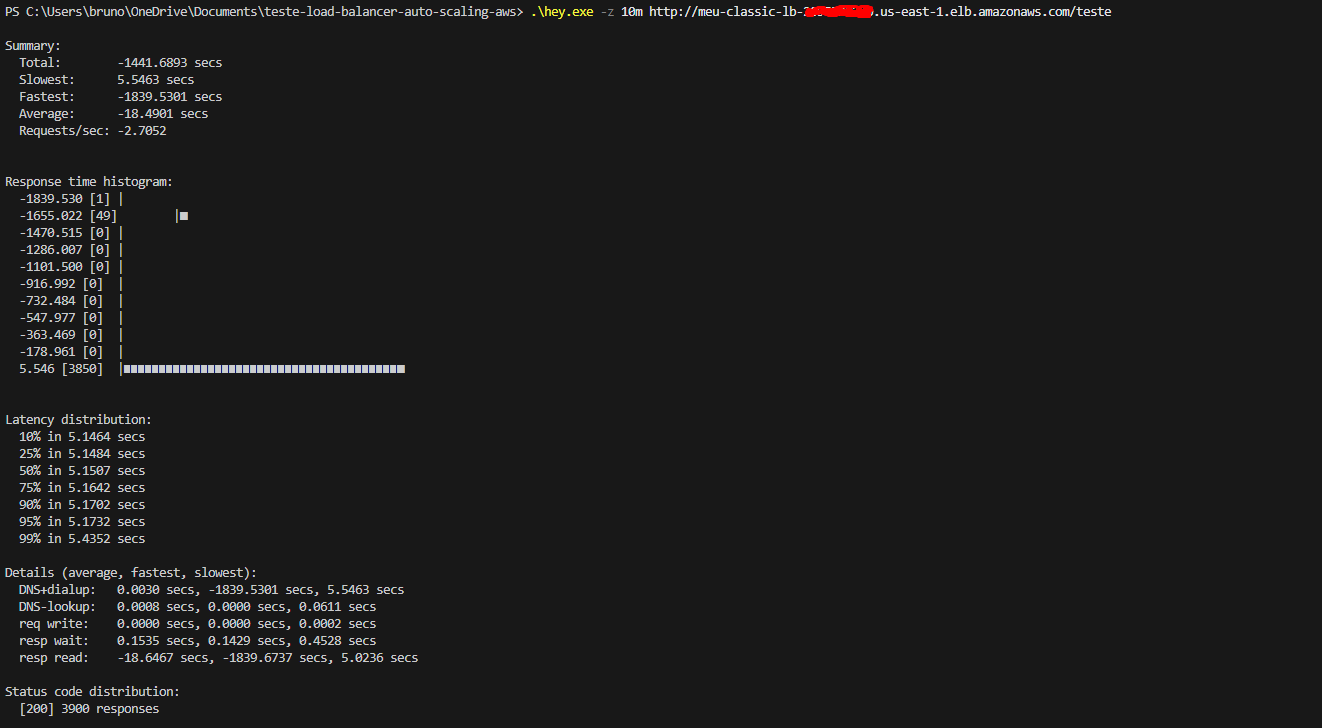 PS C:\Users\bruno\OneDrive\Documents\teste-load-balancer-auto-scaling-aws> .\hey.exe -z 10m http://meu-classic-lb- .us-east-1.elb.amazonaws.com/teste
Summary:
Total: -1441.6893 secs
Slowest: 5.5463 secs
Fastest: -1839.5301 secs
Average: -18.4901 secs
Requests/sec: -2.7052
Response time histogram:
-1839.530 [1] |
-1655.022 [49] |■
-1470.515 [0] |
-1286.007 [0] |
-1101.500 [0] |
-916.992 [0] |
-732.484 [0] |
-547.977 [0] |
-363.469 [0] |
-178.961 [0] |
5.546 [3850] |■■■■■■■■■■■■■■■■■■■■■■■■■■■■■■■■■■■■■■■■
Latency distribution:
10% in 5.1464 secs
25% in 5.1484 secs
50% in 5.1507 secs
75% in 5.1642 secs
90% in 5.1702 secs
95% in 5.1732 secs
99% in 5.4352 secs
Details (average, fastest, slowest):
DNS+dialup: 0.0030 secs, -1839.5301 secs, 5.5463 secs
DNS-lookup: 0.0008 secs, 0.0000 secs, 0.0611 secs
req write: 0.0000 secs, 0.0000 secs, 0.0002 secs
resp wait: 0.1535 secs, 0.1429 secs, 0.4528 secs
resp read: -18.6467 secs, -1839.6737 secs, 5.0236 secs
Status code distribution:
[200] 3900 responses